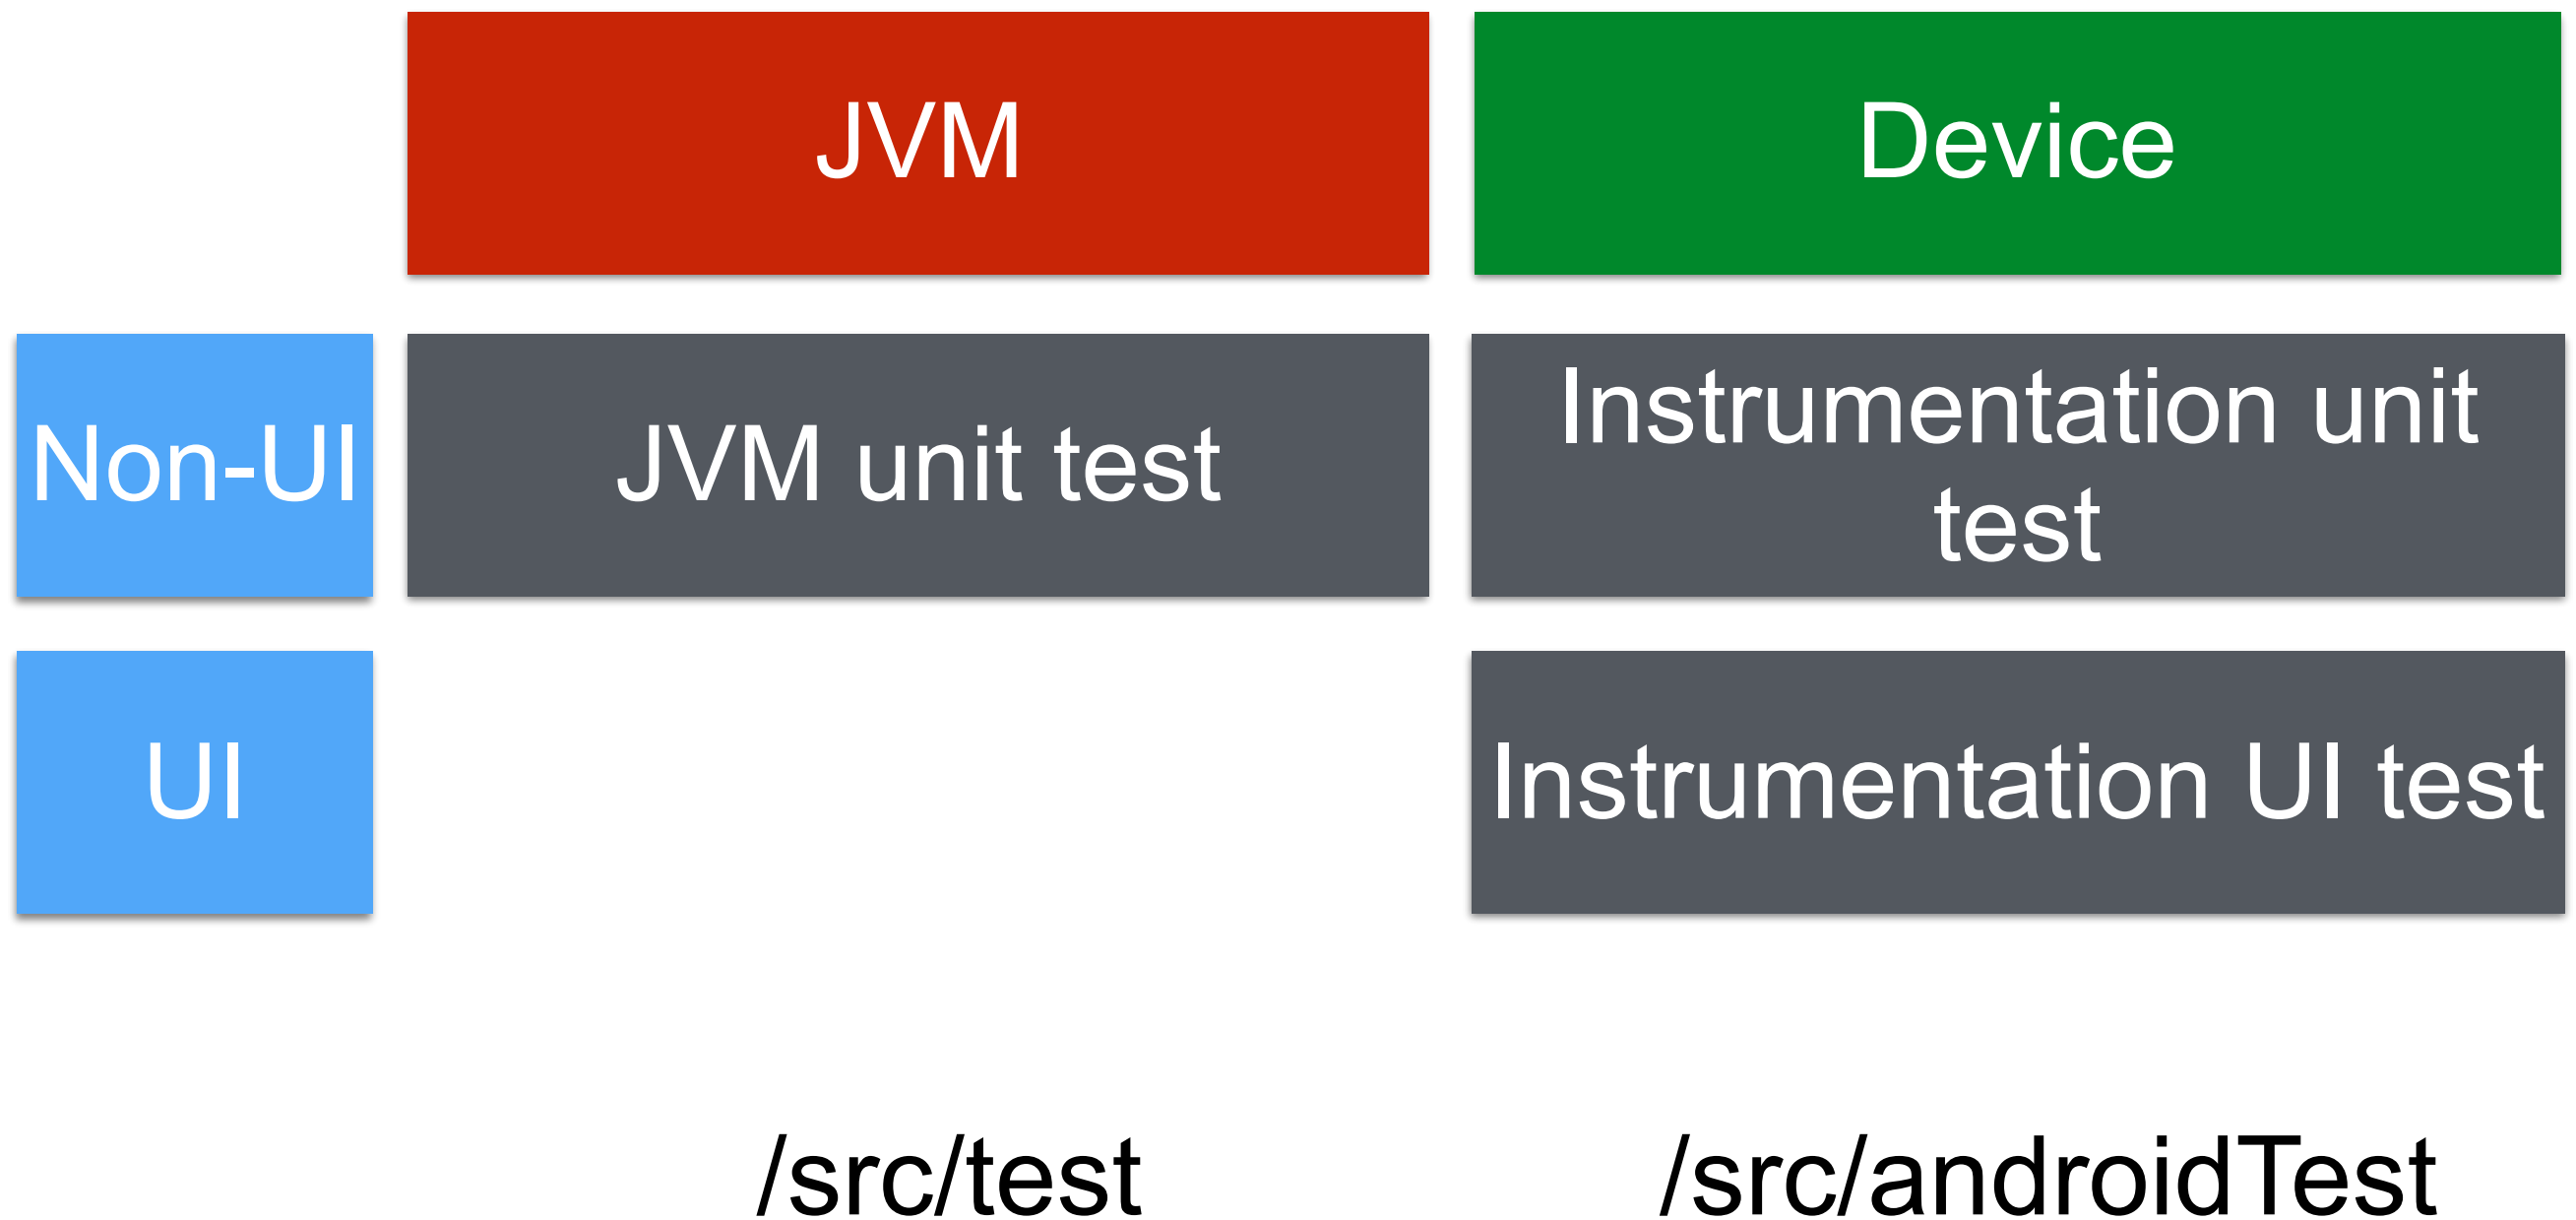 JVM
Device
Non-UI
JVM unit test
Instrumentation unit
test
UI
Instrumentation UI test
/src/test
/src/androidTest